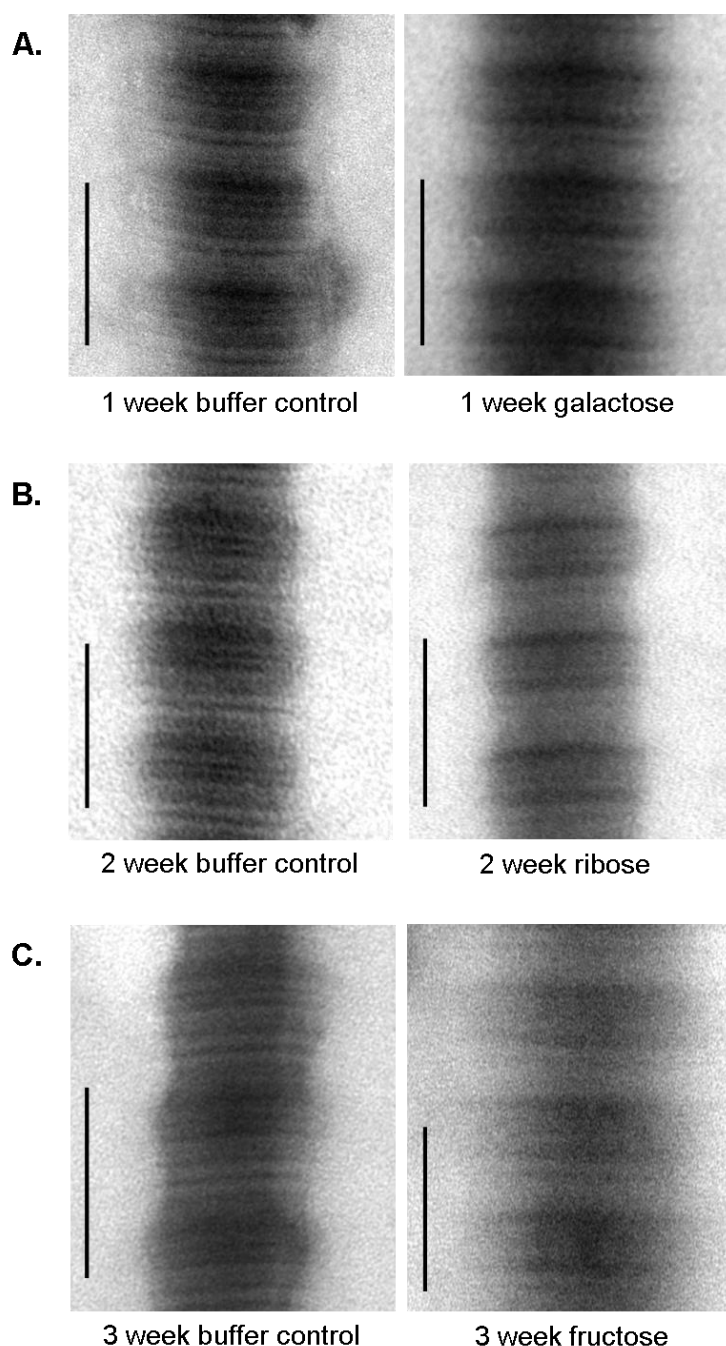 A.
1 week buffer control
1 week galactose
B.
2 week buffer control
2 week ribose
C.
3 week buffer control
3 week fructose